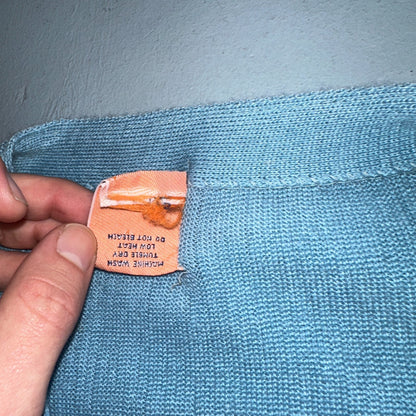 MACHINE WASH
TUMBLE DRY
LOW HEAT
DO NOT BLEACH